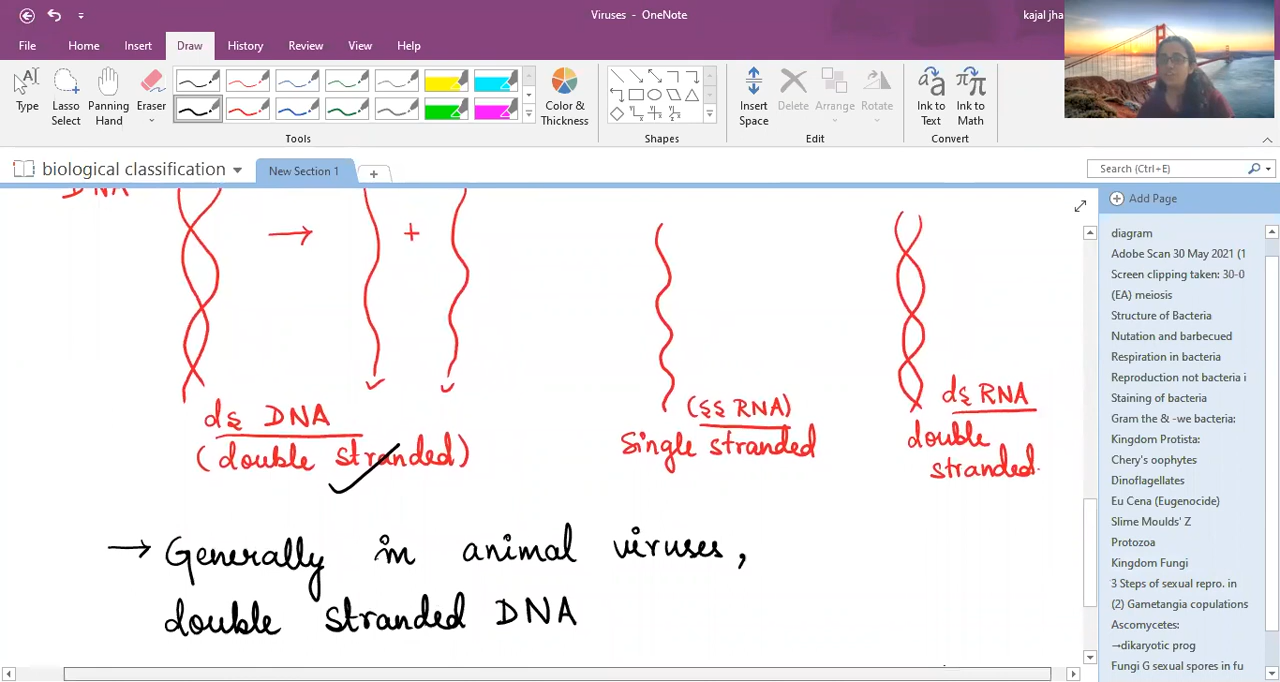 Viruses - OneNote
kajal jha
File Home Insert Draw History Review View Help
Type
Lasso Select
Panning Hand
Eraser
Color & Thickness
Insert Space
Delete
Arrange
Rotate
Ink to Text
Ink to Math
Tools
Shapes
Edit
Convert
biological classification
New Section 1
Search (Ctrl+E)
DNA
→ +
ds DNA
(double stranded)
(ss RNA)
Single stranded
ds RNA
double
stranded
→ Generally in animal viruses,
double stranded DNA
Add Page
diagram
Adobe Scan 30 May 2021 (1
Screen clipping taken: 30-0
(EA) meiosis
Structure of Bacteria
Nutation and barbecued
Respiration in bacteria
Reproduction not bacteria i
Staining of bacteria
Gram the & -we bacteria:
Kingdom Protista:
Chery's oophytes
Dinoflagellates
Eu Cena (Eugenocide)
Slime Moulds' Z
Protozoa
Kingdom Fungi
3 Steps of sexual repro. in
(2) Gametangia copulations
Ascomycetes:
→dikaryotic prog
Fungi G sexual spores in fu